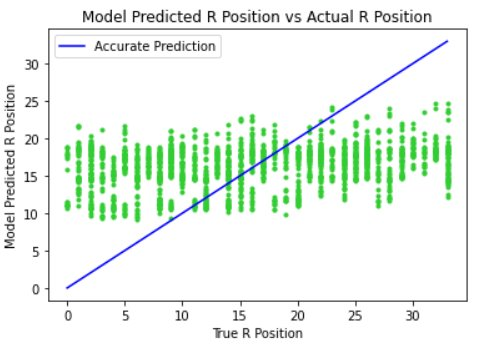 Model Predicted R Position vs Actual R Position
Accurate Prediction
Model Predicted R Position
30
25
20
15
10
5
0
0 5 10 15 20 25 30
True R Position